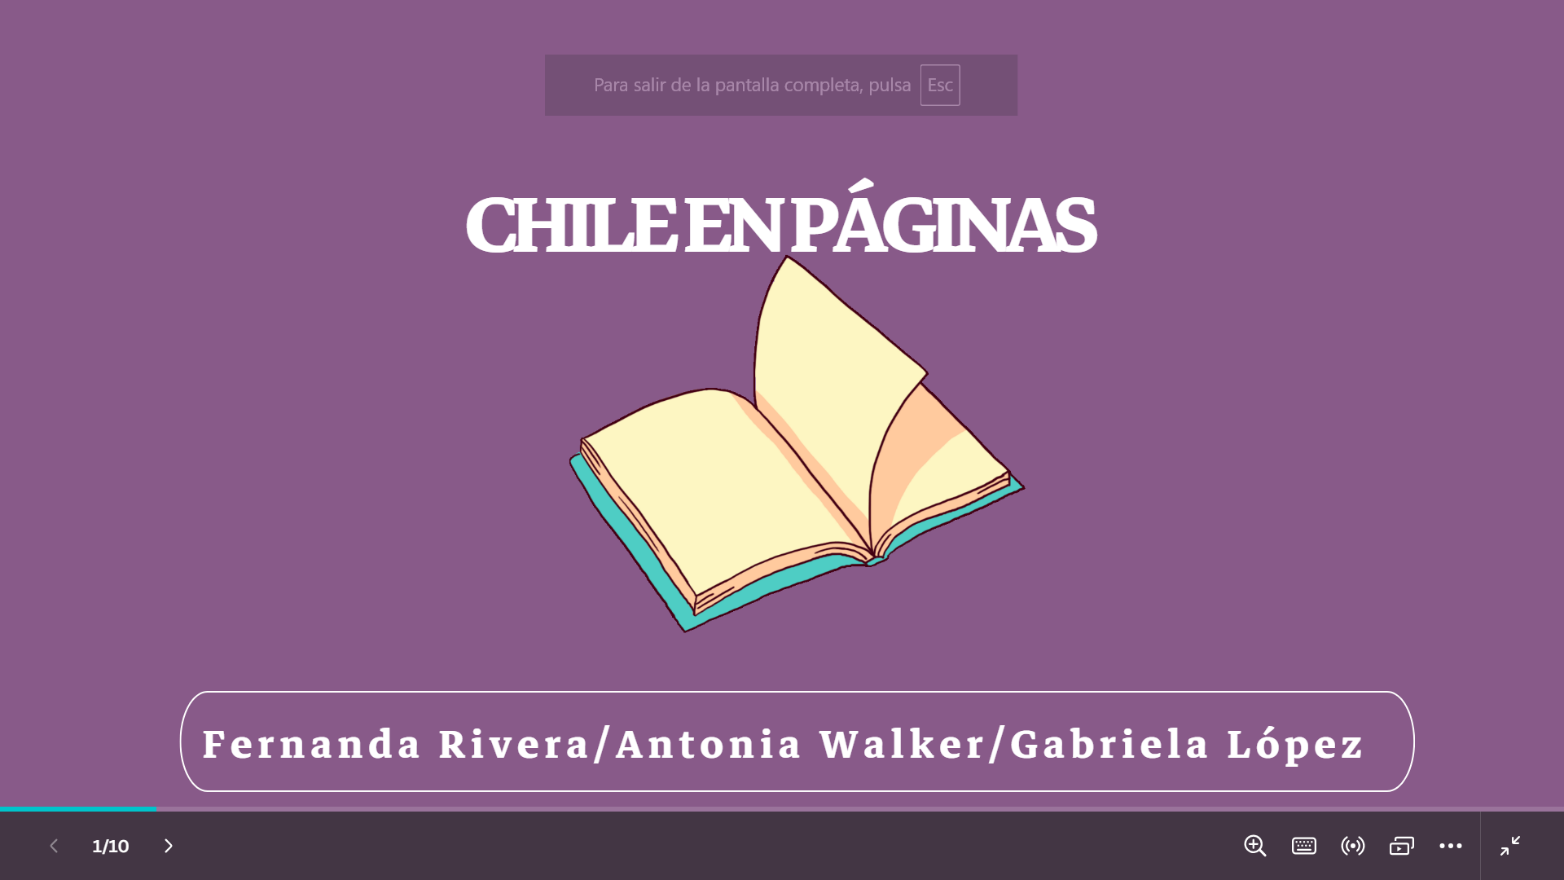 Para salir de la pantalla completa, pulsa Esc
CHILE EN PÁGINAS
Fernanda Rivera/Antonia Walker/Gabriela López
1/10